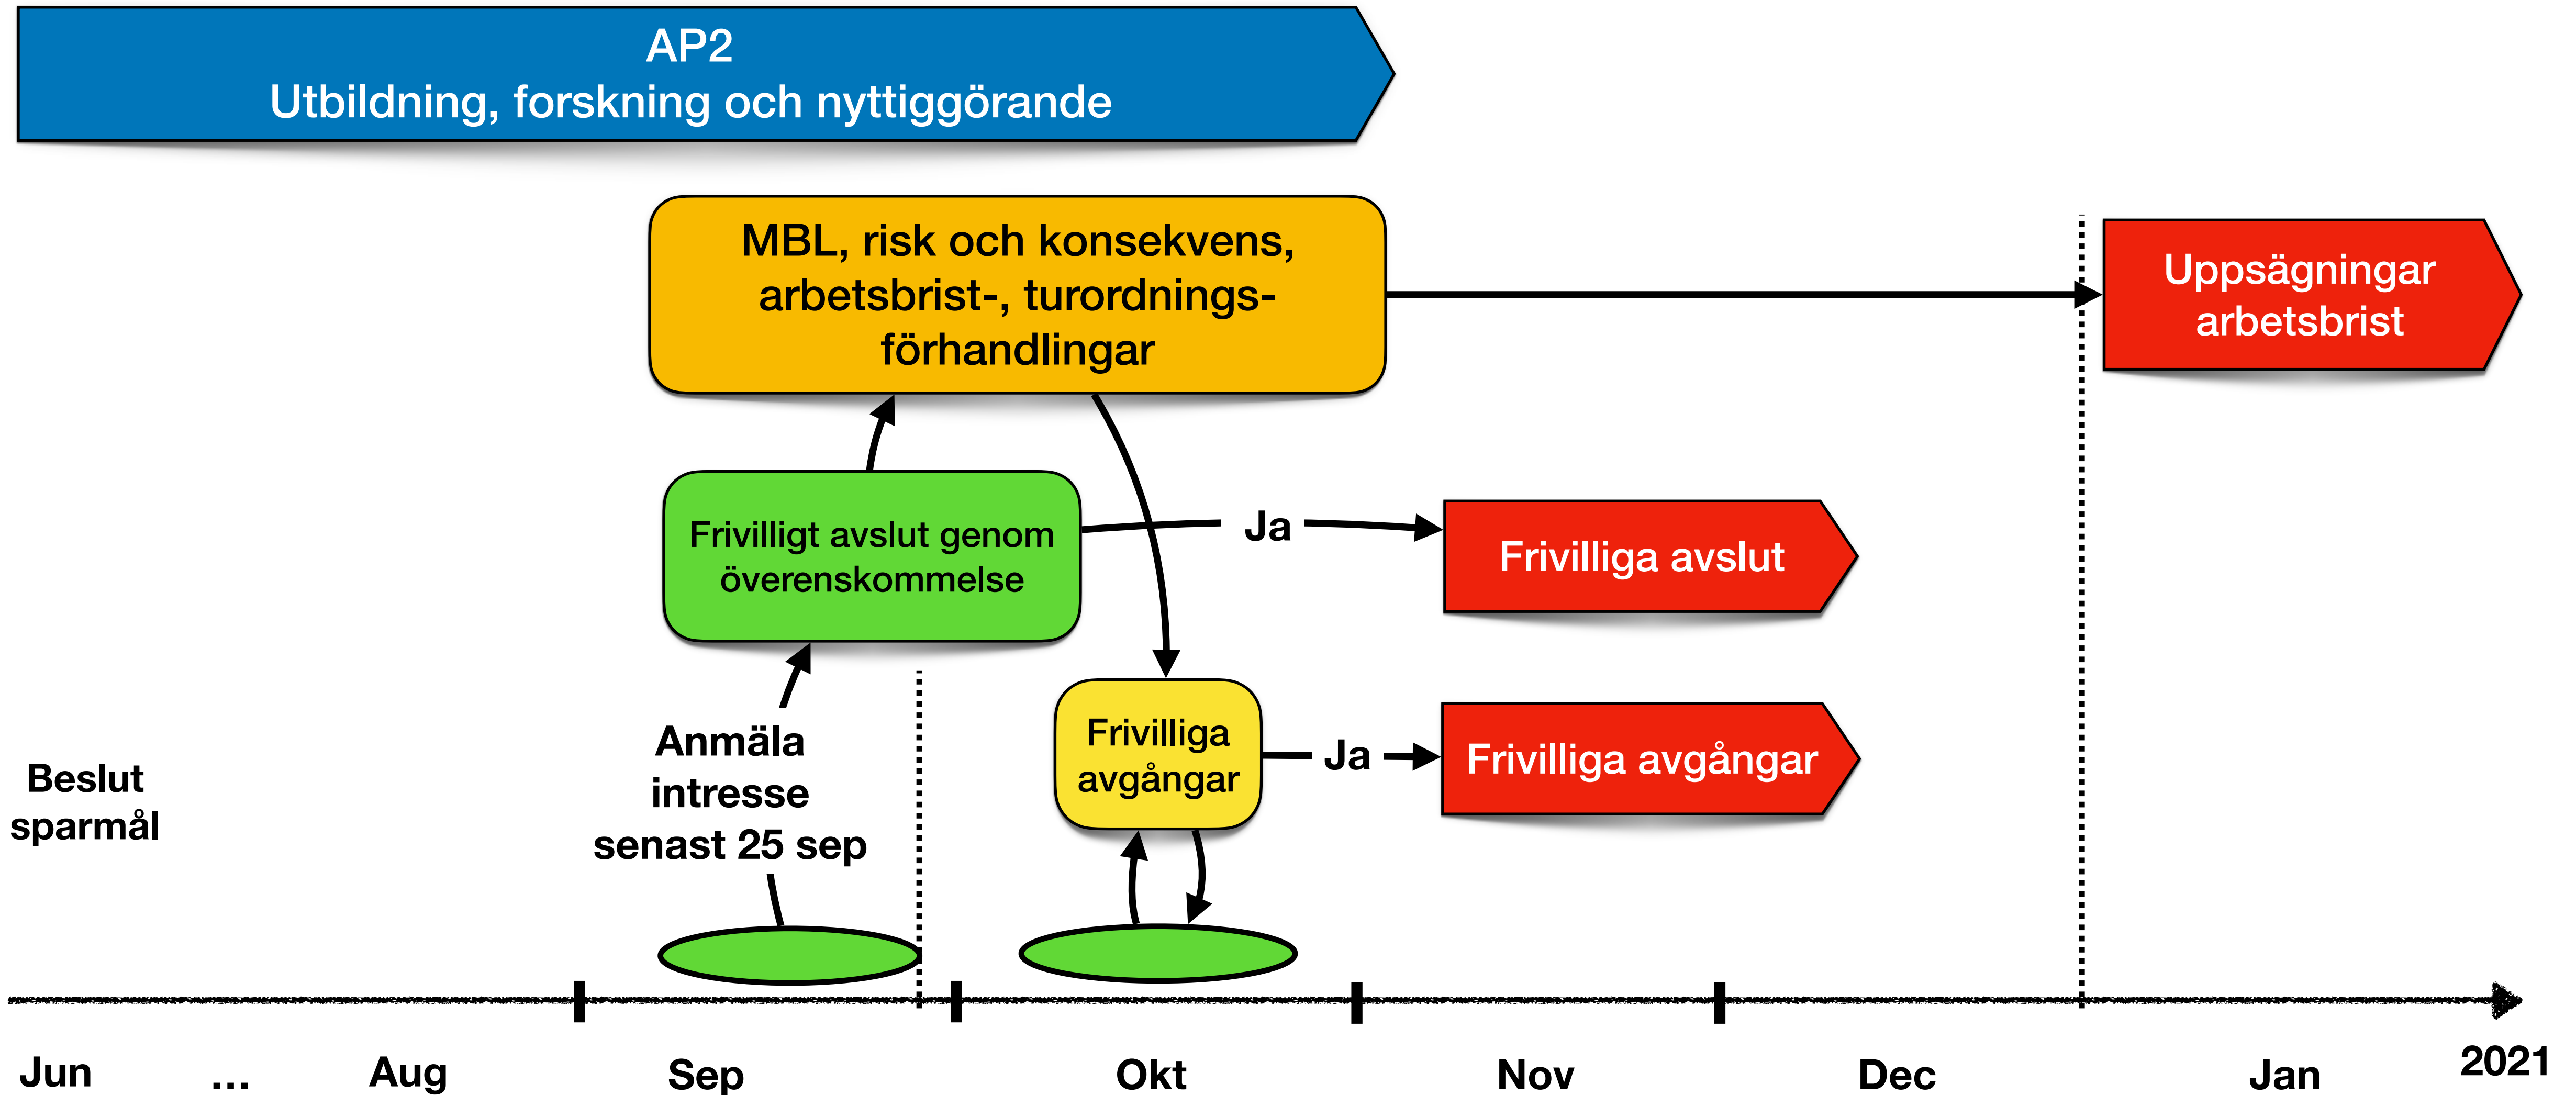 AP2
Utbildning, forskning och nyttiggörande
MBL, risk och konsekvens,
arbetsbrist-, turordnings-
förhandlingar
Uppsägningar
arbetsbrist
Frivilligt avslut genom
överenskommelse
Ja
Frivilliga avslut
Anmäla
intresse
senast 25 sep
Frivilliga
avgångar
Ja
Frivilliga avgångar
Beslut
sparmål
Jun
...
Aug
Sep
Okt
Nov
Dec
Jan
2021